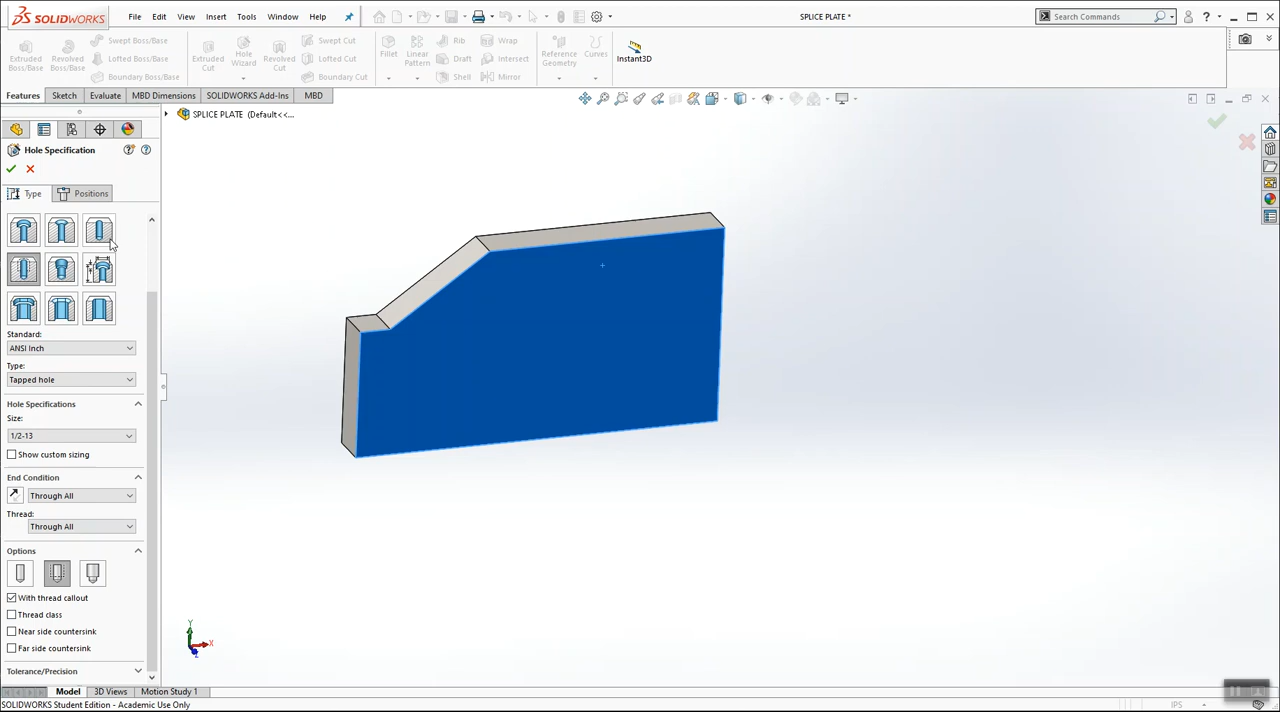 SOLIDWORKS
File Edit View Insert Tools Window Help
SPLICE PLATE *
Search Commands
Extruded Boss/Base
Revolved Boss/Base
Swept Boss/Base
Lofted Boss/Base
Boundary Boss/Base
Extruded Cut
Hole Wizard
Revolved Cut
Swept Cut
Lofted Cut
Boundary Cut
Fillet
Linear Pattern
Rib
Draft
Shell
Wrap
Intersect
Mirror
Reference Geometry
Curves
Instant3D
Features Sketch Evaluate MBD Dimensions SOLIDWORKS Add-Ins MBD
SPLICE PLATE (Default<<...
Hole Specification
Type Positions
Standard:
ANSI Inch
Type:
Tapped hole
Hole Specifications
Size:
1/2-13
Show custom sizing
End Condition
Through All
Thread:
Through All
Options
With thread callout
Thread class
Near side countersink
Far side countersink
Tolerance/Precision
Y
X
Z
Model 3D Views Motion Study 1
SOLIDWORKS Student Edition - Academic Use Only
IPS -